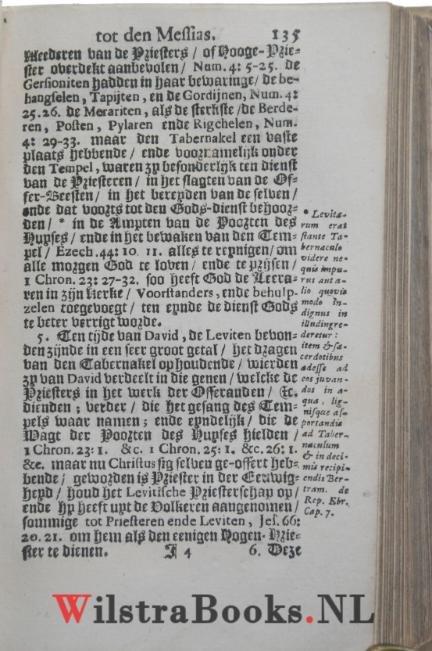 tot den Messias. 135
Meederen van de Priesters / of Hooge-Prie-
ster overdekt aanbevolen / Num. 4: 5-25. de
Gersoniten hadden in haar bewaringe / de be-
hangselen, Tapijten, en de Gordijnen, Num. 4:
25.26. de Merariten, als de sterkste / de Berde-
ren, Posten, Pylaren ende Rigchelen, Num.
4: 29-33. maar den Tabernakel een vaste
plaats hebbende / ende voornamelijk onder
den Tempel, waren zy besonderlijk ten dienst
van de Priesteren / in het slagten van de Of-
fer-Beesten / in het bereyden van de selven /
ende dat voorts tot den Gods-dienst behoor-
den / * in de Ampten van de Poorten des
Huyses / ende in het bewaken van den Tem-
pel / Ezech. 44: 10. 11. alles te reynigen / om
alle morgen God te loven / ende te prijsen /
1 Chron. 23: 27-32. soo heeft God de Leera-
ren in zijn kerke / Voorstanders, ende behulp-
zelen toegevoegt / ten eynde de dienst Gods
te beter verrigt worde.
5. Ten tyde van David, de Leviten bevon-
den zijnde in een seer groot getal / het dragen
van den Tabernakel ophoudende / wierden
zy van David verdeelt in die genen / welcke de
Priesters in het werk der Offeranden / &c.
dienden ; verder / die het gesang des Tem-
pels waar namen ; ende eyndelijk / die de
Wage der Poorten des Huyses hielden /
1 Chron. 23: 1. &c. 1 Chron. 25: 1. &c. 26: 1.
&c. maar nu Christus sig selven ge-offert heb-
bende / geworden is Priester in der Eeuwig-
heyd / houd het Levitische Priesterschap op /
ende Hy heeft uyt de Volkeren aangenomen /
sommige tot Priesteren ende Leviten, Jes. 66:
20. 21. om hem als den eenigen Hogen-Prie-
ster te dienen. J 4 6. Deze
* Levita-
rum erat
stante Ta-
bernaculo
videre ne-
quis impu-
rus aut a-
lio quovis
modo in-
dignus in
illud ingre-
deretur :
item & sa-
cerdotibus
adesse ad
eos juvan-
dos in a-
qua , lig-
nisque as-
portandis
ad Taber-
naculum
& in deci-
mis recipi-
endis Ber-
tram. de
Rep. Ebr.
Cap. 7.
WilstraBooks.NL